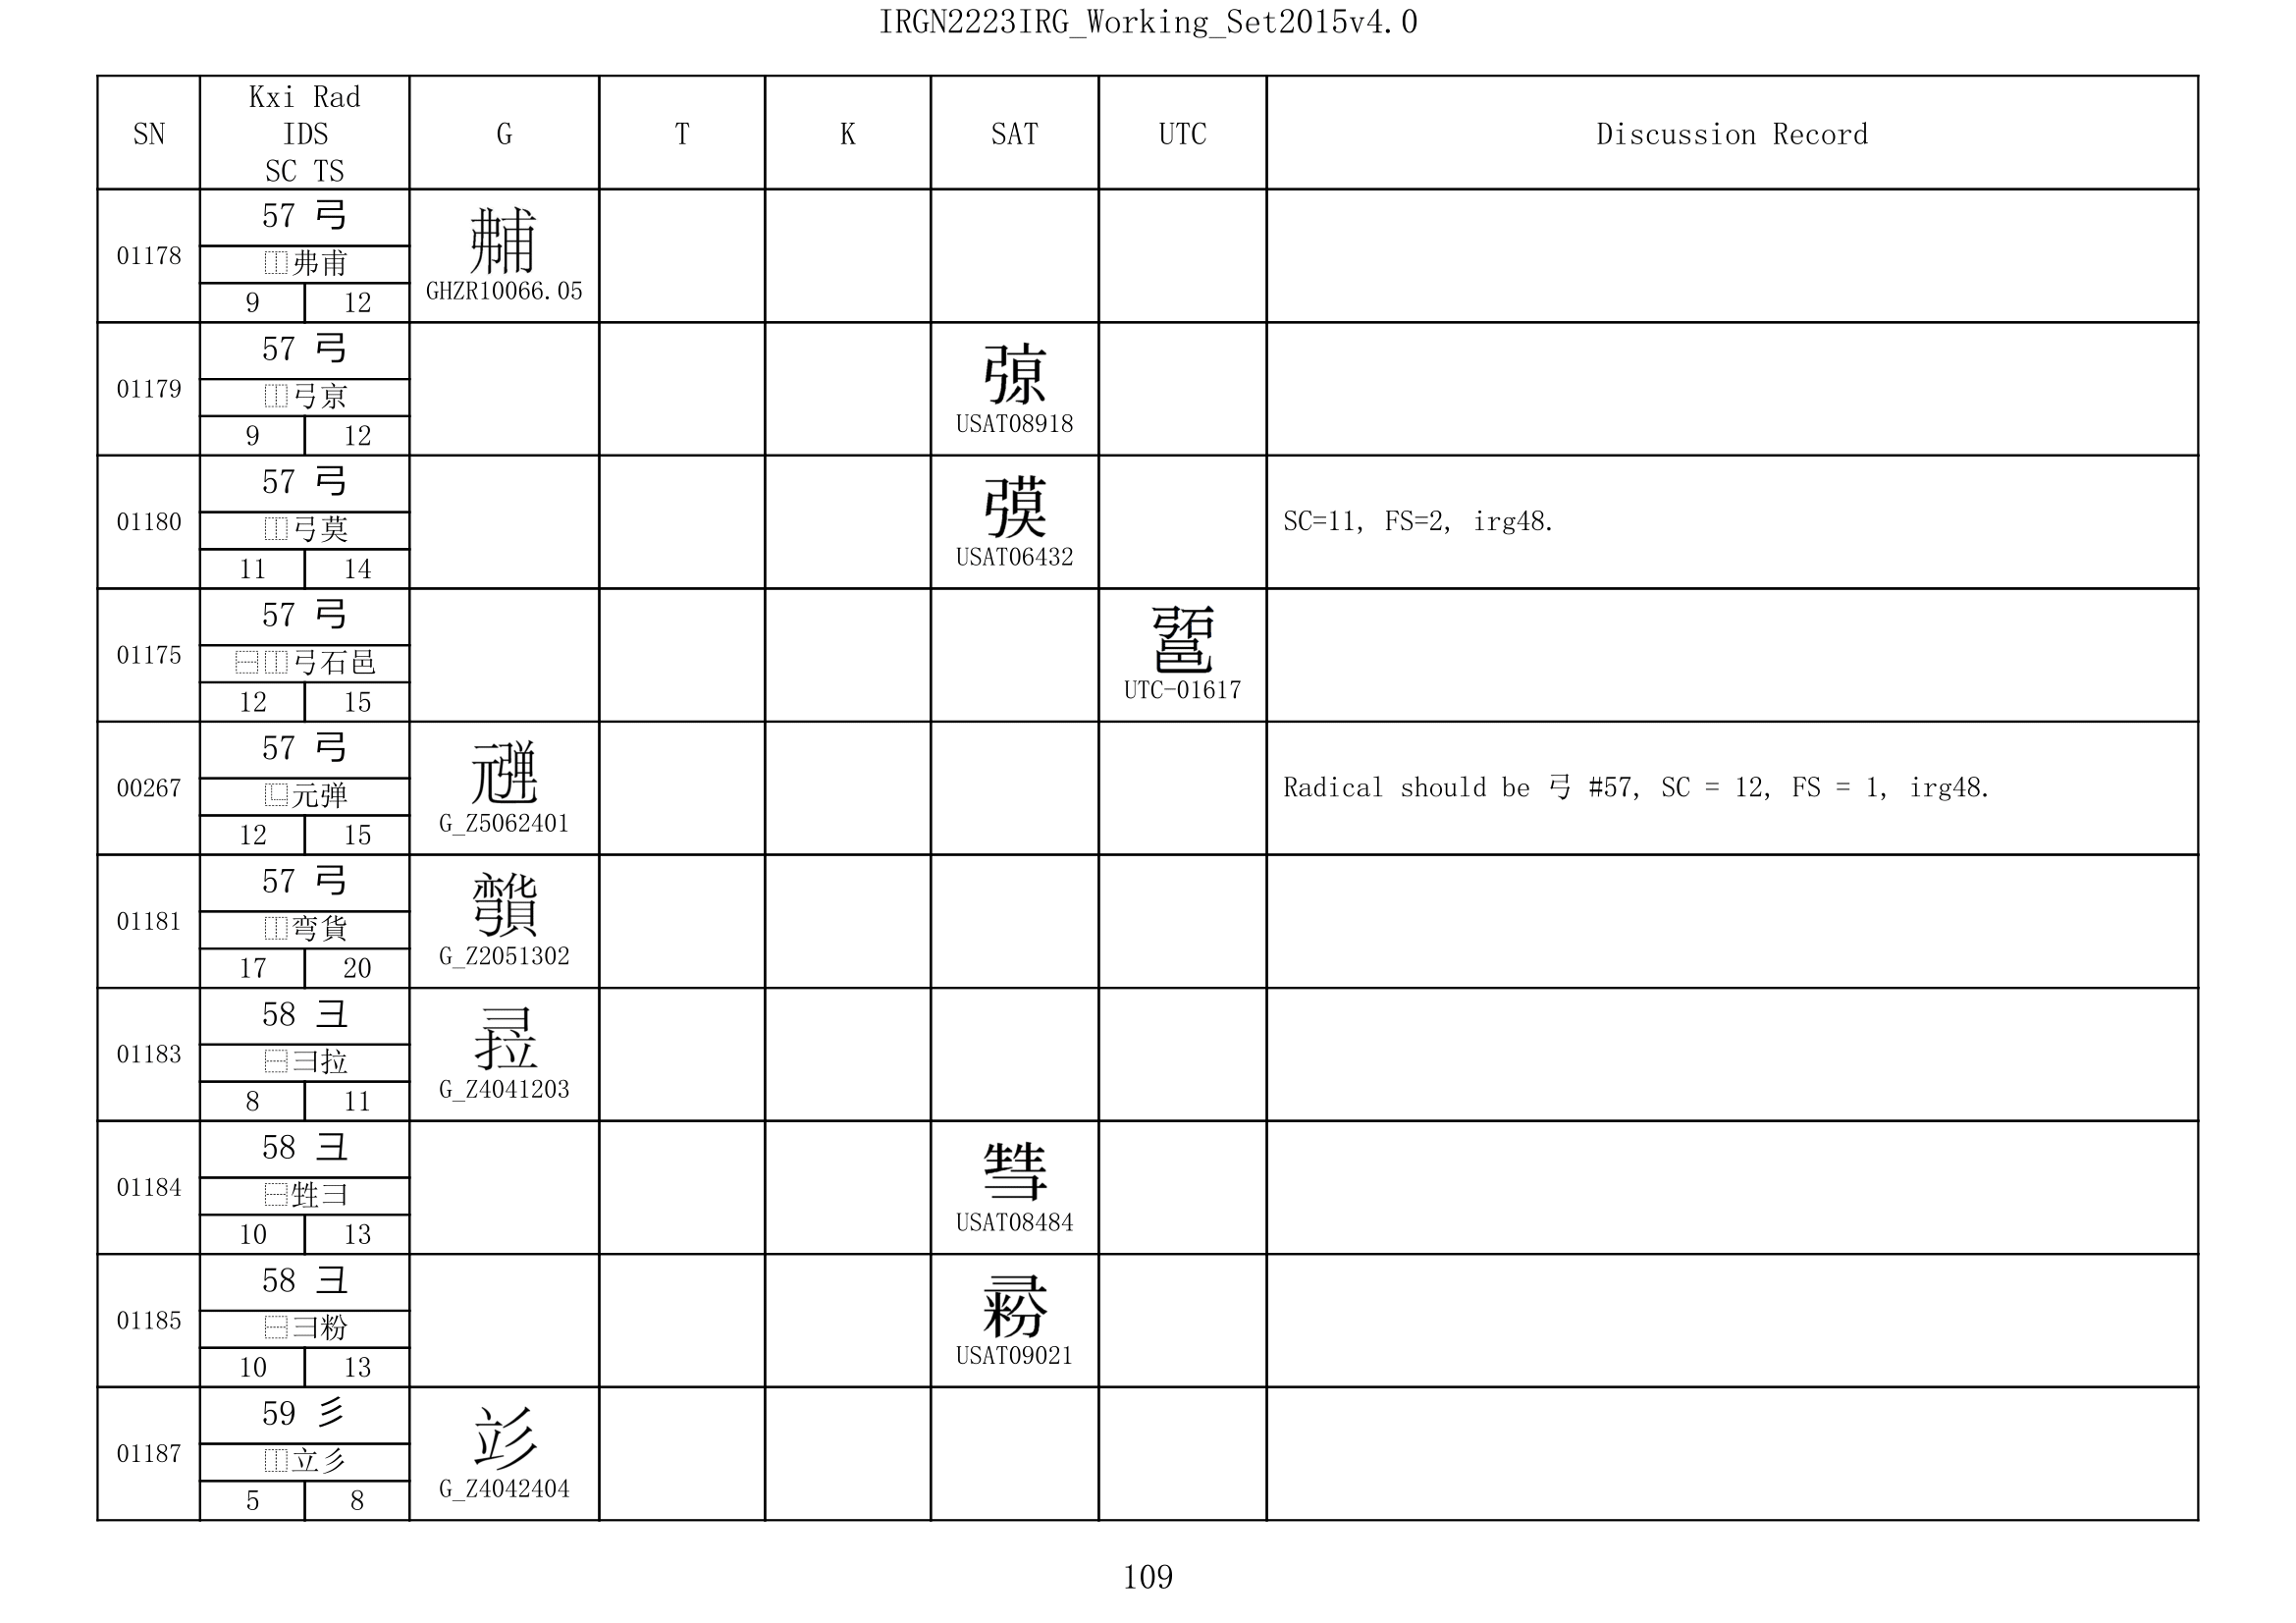 IRGN2223IRG_Working_Set2015v4.0
SN
Kxi Rad
IDS
SC TS
G
T
K
SAT
UTC
Discussion Record
01178
57 弓
⿰弗甫
9
12
GHZR10066.05
01179
57 弓
⿰弓亰
9
12
USAT08918
01180
57 弓
⿰弓莫
11
14
USAT06432
SC=11, FS=2, irg48.
01175
57 弓
⿱⿰弓石邑
12
15
UTC-01617
00267
57 弓
⿺元弹
12
15
G_Z5062401
Radical should be 弓 #57, SC = 12, FS = 1, irg48.
01181
57 弓
⿰弯貨
17
20
G_Z2051302
01183
58 彐
⿱彐拉
8
11
G_Z4041203
01184
58 彐
⿱甡彐
10
13
USAT08484
01185
58 彐
⿱彐粉
10
13
USAT09021
01187
59 彡
⿰立彡
5
8
G_Z4042404
109